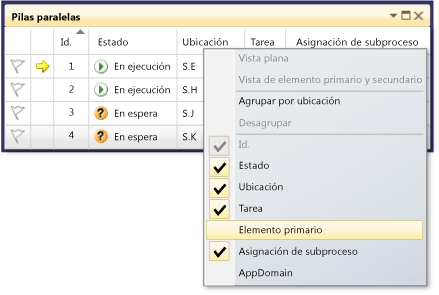 Pilas paralelas
Id. Estado Ubicación Tarea Asignación de subproceso
1 En ejecución S.E
2 En ejecución S.H
3 En espera S.J
4 En espera S.K
Vista plana
Vista de elemento primario y secundario
Agrupar por ubicación
Desagrupar
Id.
Estado
Ubicación
Tarea
Elemento primario
Asignación de subproceso
AppDomain